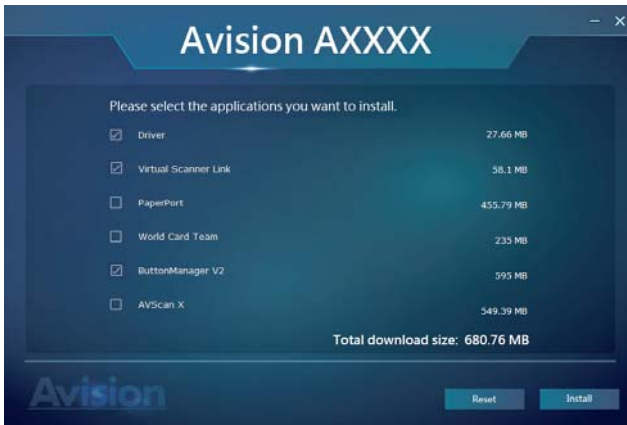 Avision AXXXX
Please select the applications you want to install.
Driver 27.66 MB
Virtual Scanner Link 58.1 MB
PaperPort 455.79 MB
World Card Team 235 MB
ButtonManager V2 595 MB
AVScan X 549.39 MB
Total download size: 680.76 MB
Avision
Reset Install